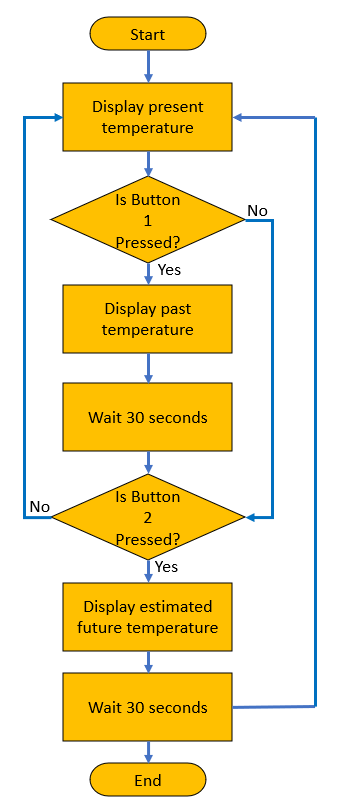 Start
Display present
temperature
Is Button
1
Pressed?
No
Yes
Display past
temperature
Wait 30 seconds
Is Button
2
Pressed?
No
Yes
Display estimated
future temperature
Wait 30 seconds
End